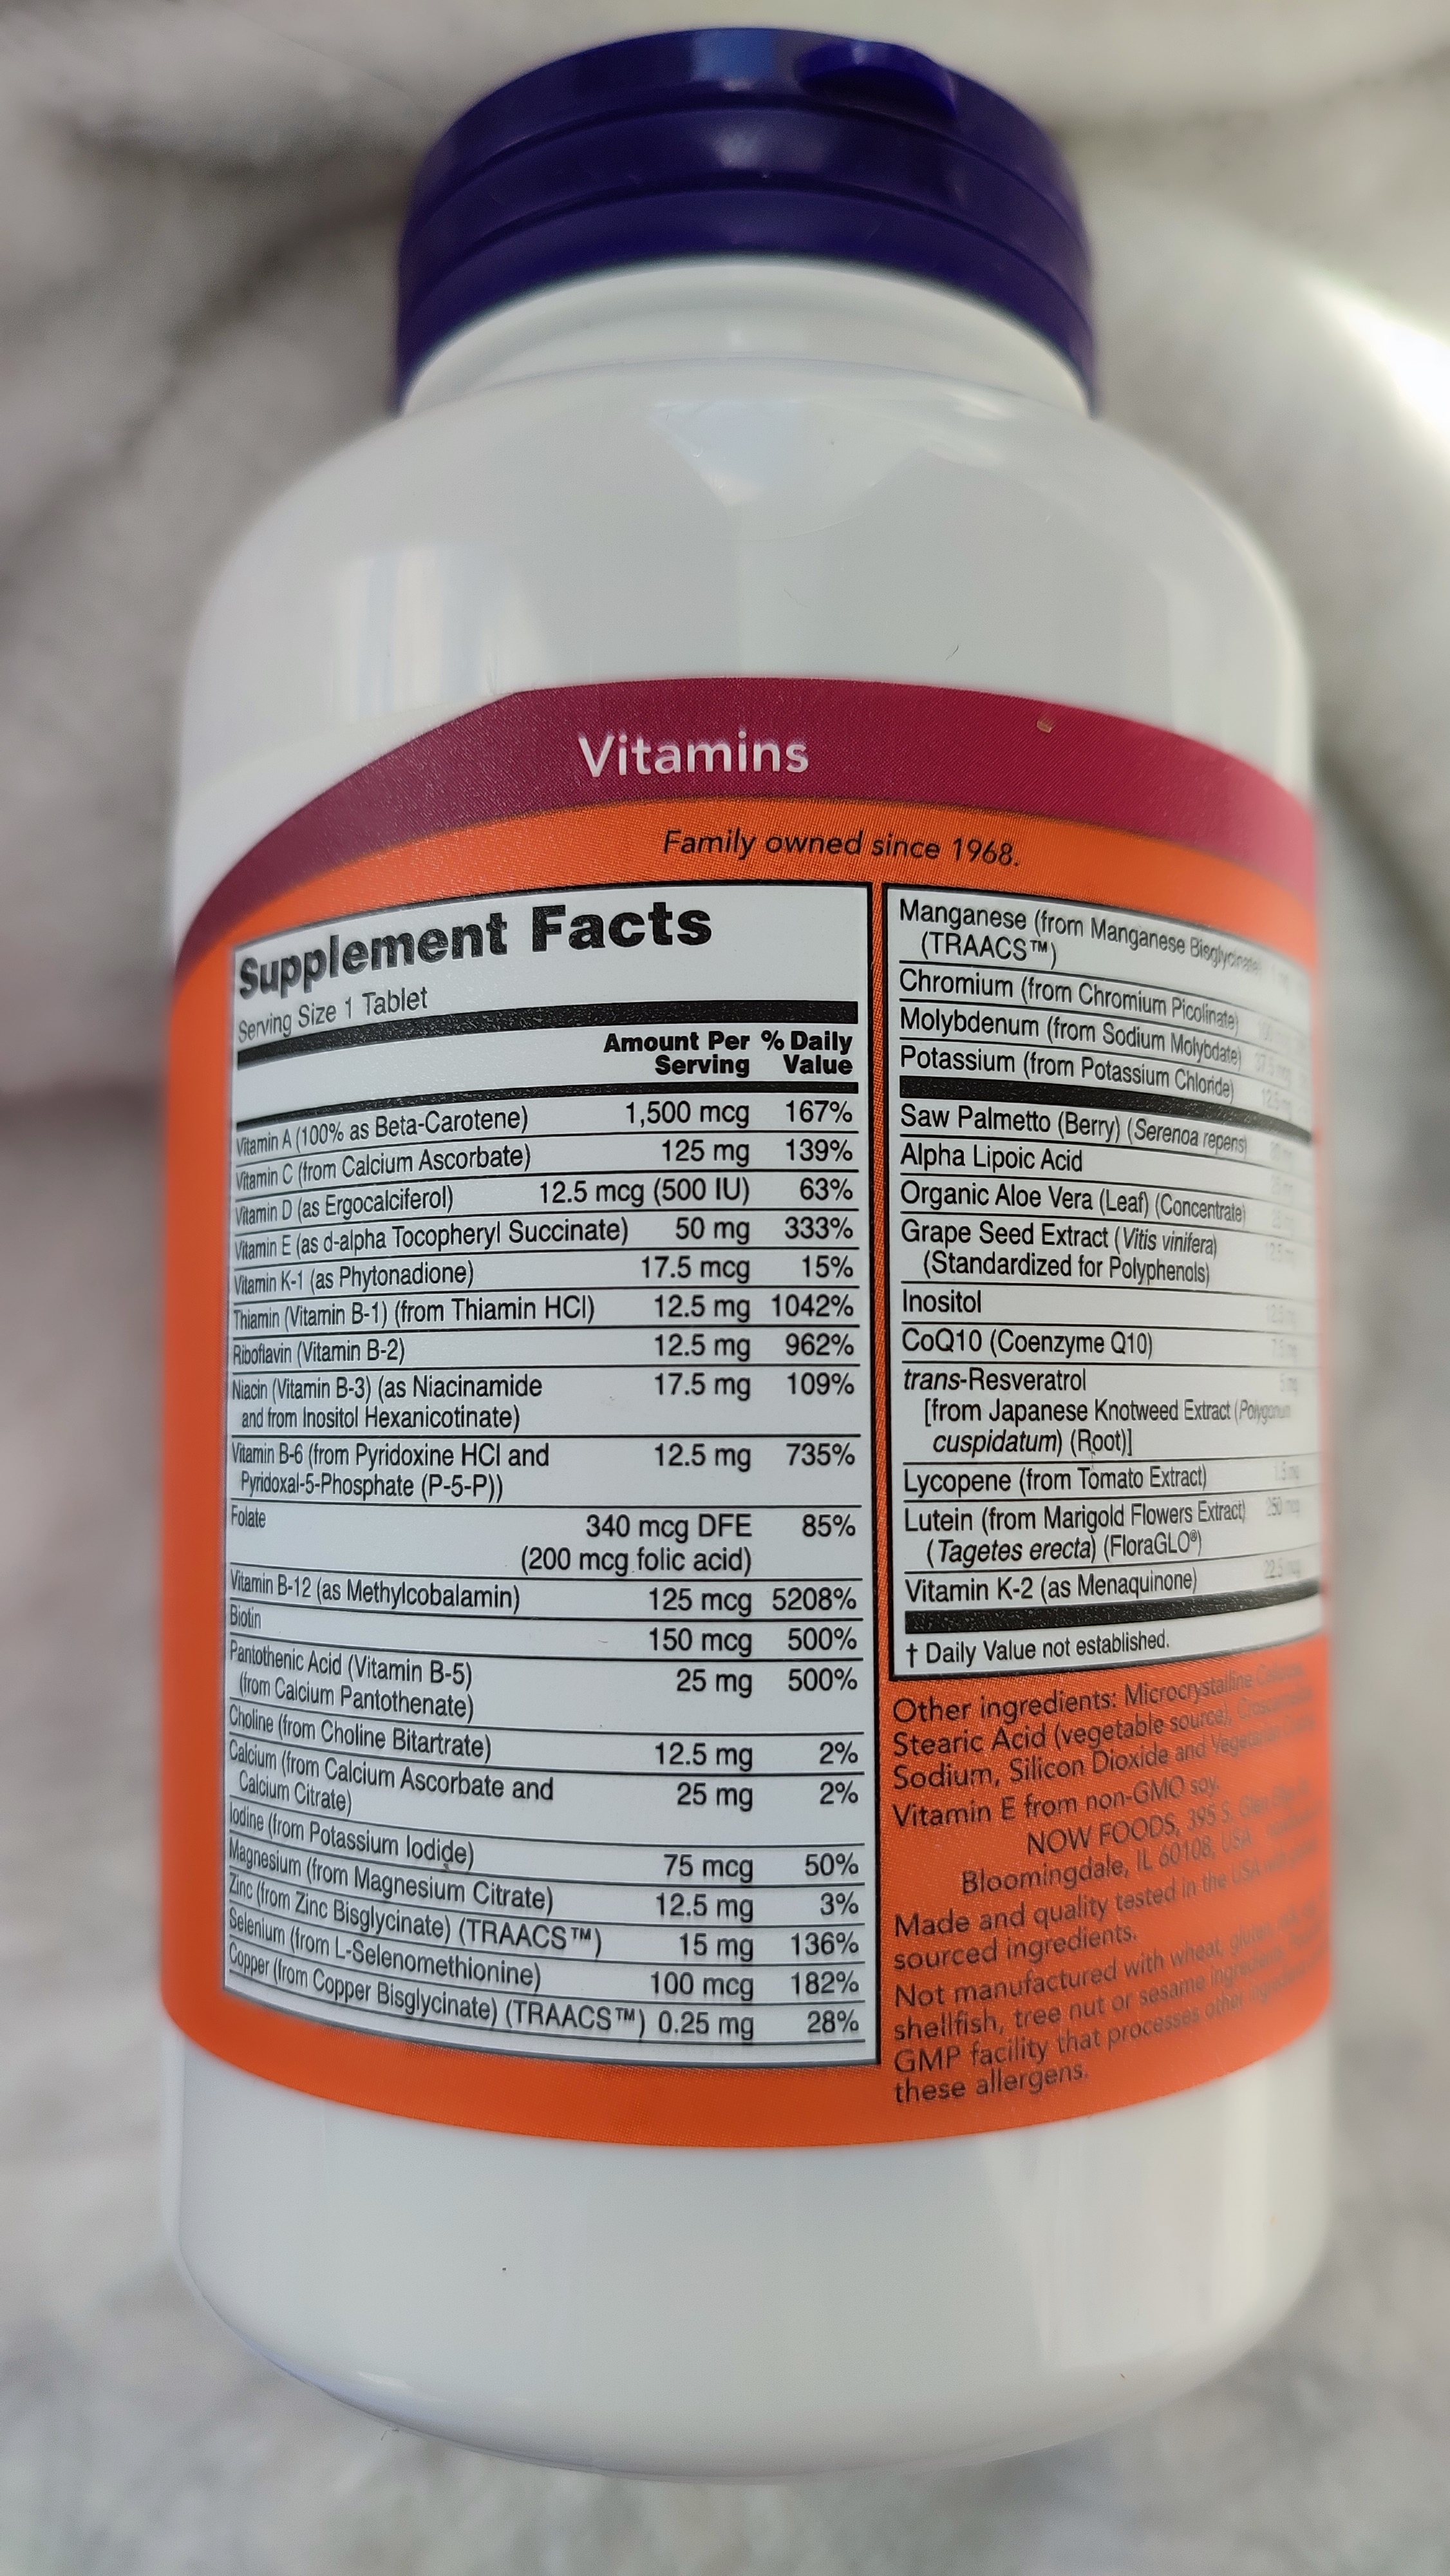 Vitamins
Family owned since 1968.
Supplement Facts
Serving Size 1 Tablet
Amount Per % Daily
Serving Value
Vitamin A (100% as Beta-Carotene) 1,500 mcg 167%
Vitamin C (from Calcium Ascorbate) 125 mg 139%
Vitamin D (as Ergocalciferol) 12.5 mcg (500 IU) 63%
Vitamin E (as d-alpha Tocopheryl Succinate) 50 mg 333%
Vitamin K-1 (as Phytonadione) 17.5 mcg 15%
Thiamin (Vitamin B-1) (from Thiamin HCl) 12.5 mg 1042%
Riboflavin (Vitamin B-2) 12.5 mg 962%
Niacin (Vitamin B-3) (as Niacinamide 17.5 mg 109%
and from Inositol Hexanicotinate)
Vitamin B-6 (from Pyridoxine HCl and 12.5 mg 735%
Pyridoxal-5-Phosphate (P-5-P))
Folate 340 mcg DFE 85%
(200 mcg folic acid)
Vitamin B-12 (as Methylcobalamin) 125 mcg 5208%
Biotin 150 mcg 500%
Pantothenic Acid (Vitamin B-5) 25 mg 500%
(from Calcium Pantothenate)
Choline (from Choline Bitartrate) 12.5 mg 2%
Calcium (from Calcium Ascorbate and 25 mg 2%
Calcium Citrate)
Iodine (from Potassium Iodide) 75 mcg 50%
Magnesium (from Magnesium Citrate) 12.5 mg 3%
Zinc (from Zinc Bisglycinate) (TRAACS™) 15 mg 136%
Selenium (from L-Selenomethionine) 100 mcg 182%
Copper (from Copper Bisglycinate) (TRAACS™) 0.25 mg 28%
Manganese (from Manganese Bisglycinate)
(TRAACS™)
Chromium (from Chromium Picolinate)
Molybdenum (from Sodium Molybdate)
Potassium (from Potassium Chloride)
Saw Palmetto (Berry) (Serenoa repens)
Alpha Lipoic Acid
Organic Aloe Vera (Leaf) (Concentrate)
Grape Seed Extract (Vitis vinifera)
(Standardized for Polyphenols)
Inositol
CoQ10 (Coenzyme Q10)
trans-Resveratrol
[from Japanese Knotweed Extract (Polygonum
cuspidatum) (Root)]
Lycopene (from Tomato Extract)
Lutein (from Marigold Flowers Extract)
(Tagetes erecta) (FloraGLO®)
Vitamin K-2 (as Menaquinone)
† Daily Value not established.
Other ingredients: Microcrystalline
Stearic Acid (vegetable source),
Sodium, Silicon Dioxide and
Vitamin E from non-GMO soy.
NOW FOODS, 395 S.
Bloomingdale, IL 60108, USA
Made and quality tested in the USA
sourced ingredients.
Not manufactured with wheat, gluten,
shellfish, tree nut or sesame
GMP facility that processes other
these allergens.